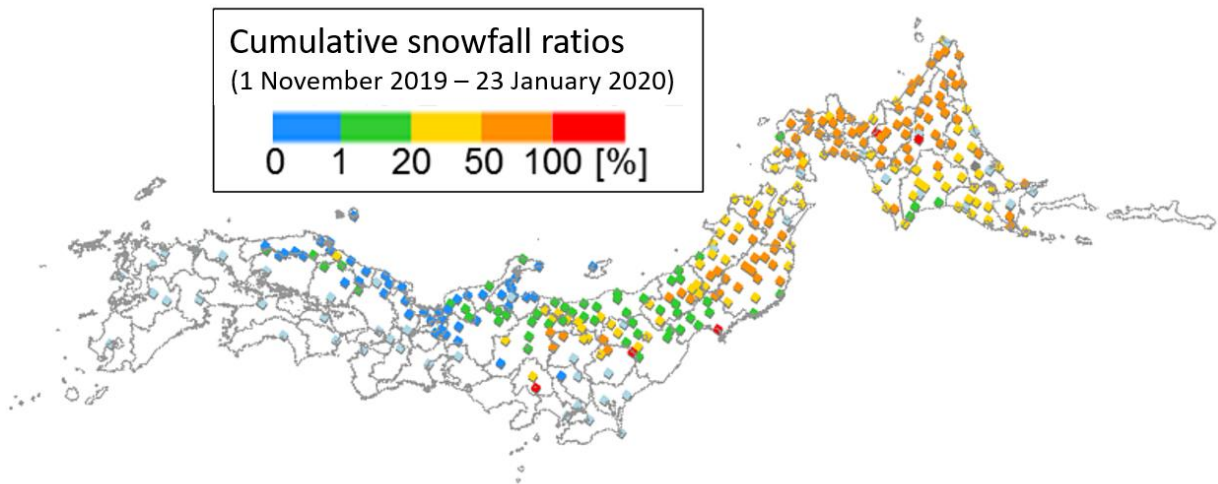 Cumulative snowfall ratios
(1 November 2019 – 23 January 2020)
0 1 20 50 100 [%]